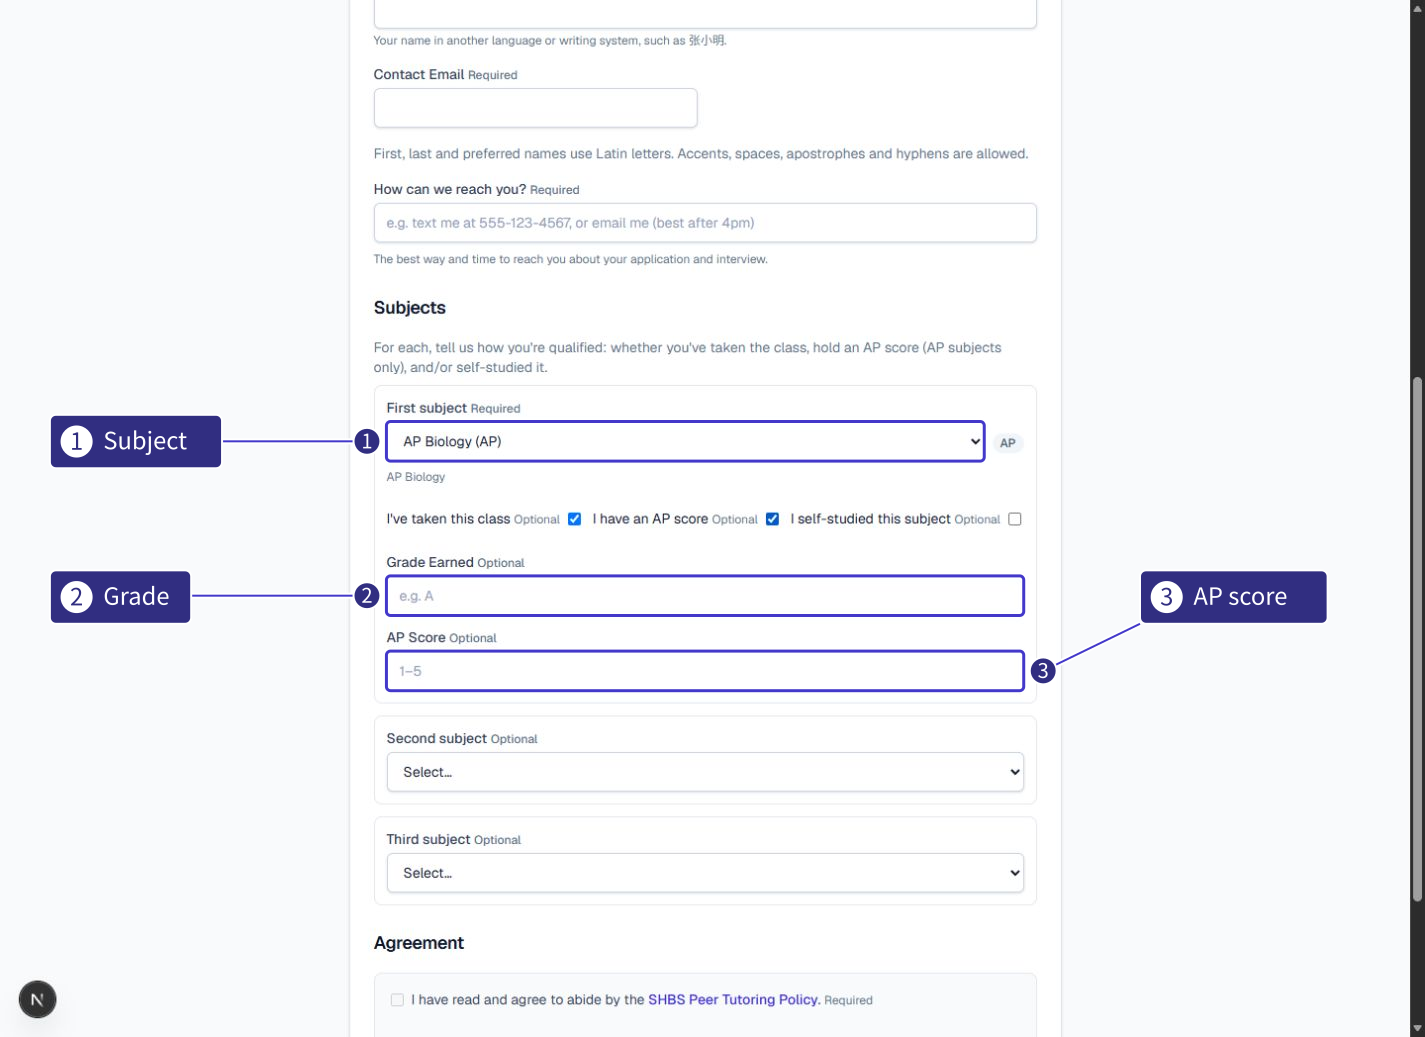 Your name in another language or writing system, such as 张小明.
Contact Email Required
First, last and preferred names use Latin letters. Accents, spaces, apostrophes and hyphens are allowed.
How can we reach you? Required
e.g. text me at 555-123-4567, or email me (best after 4pm)
The best way and time to reach you about your application and interview.
Subjects
For each, tell us how you're qualified: whether you've taken the class, hold an AP score (AP subjects
only), and/or self-studied it.
First subject Required
1 Subject
1
AP Biology (AP)
AP
AP Biology
I've taken this class Optional
I have an AP score Optional
I self-studied this subject Optional
Grade Earned Optional
2 Grade
2
e.g. A
3 AP score
AP Score Optional
1–5
3
Second subject Optional
Select...
Third subject Optional
Select...
Agreement
I have read and agree to abide by the SHBS Peer Tutoring Policy. Required
N